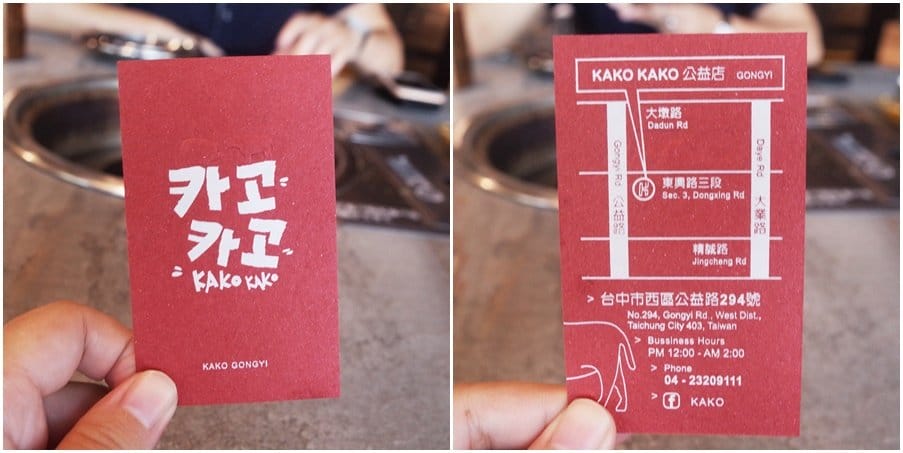 카고
카고
KAKO KAKO
KAKO GONGYI
KAKO KAKO 公益店 GONGYI
大墩路
Dadun Rd
Gongyi Rd 公益路
Daye Rd 大業路
東興路三段
Sec. 3, Dongxing Rd
精誠路
Jingcheng Rd
> 台中市西區公益路294號
No.294, Gongyi Rd., West Dist.,
Taichung City 403, Taiwan
> Bussiness Hours
PM 12:00 - AM 2:00
> Phone
04 - 23209111
> f KAKO